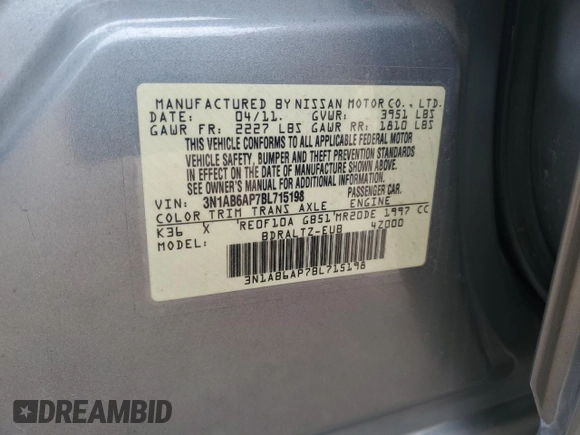 MANUFACTURED BY NISSAN MOTOR CO., LTD.
DATE: 04/11. GVWR: 3951 LBS
GAWR FR: 2227 LBS GAWR RR: 1810 LBS
THIS VEHICLE CONFORMS TO ALL APPLICABLE FEDERAL MOTOR
VEHICLE SAFETY, BUMPER AND THEFT PREVENTION STANDARDS
IN EFFECT ON THE DATE OF MANUFACTURE SHOWN ABOVE.
SEE OWNER'S MANUAL FOR ADDITIONAL INFORMATION.
VIN: 3N1AB6AP7BL715198 PASSENGER CAR.
COLOR TRIM TRANS AXLE ENGINE
K36 X RE0F10A GB51 MR20DE 1997 CC
MODEL: BDRALTZ-EUB 4Z000
3N1AB6AP7BL715198
DREAMBID